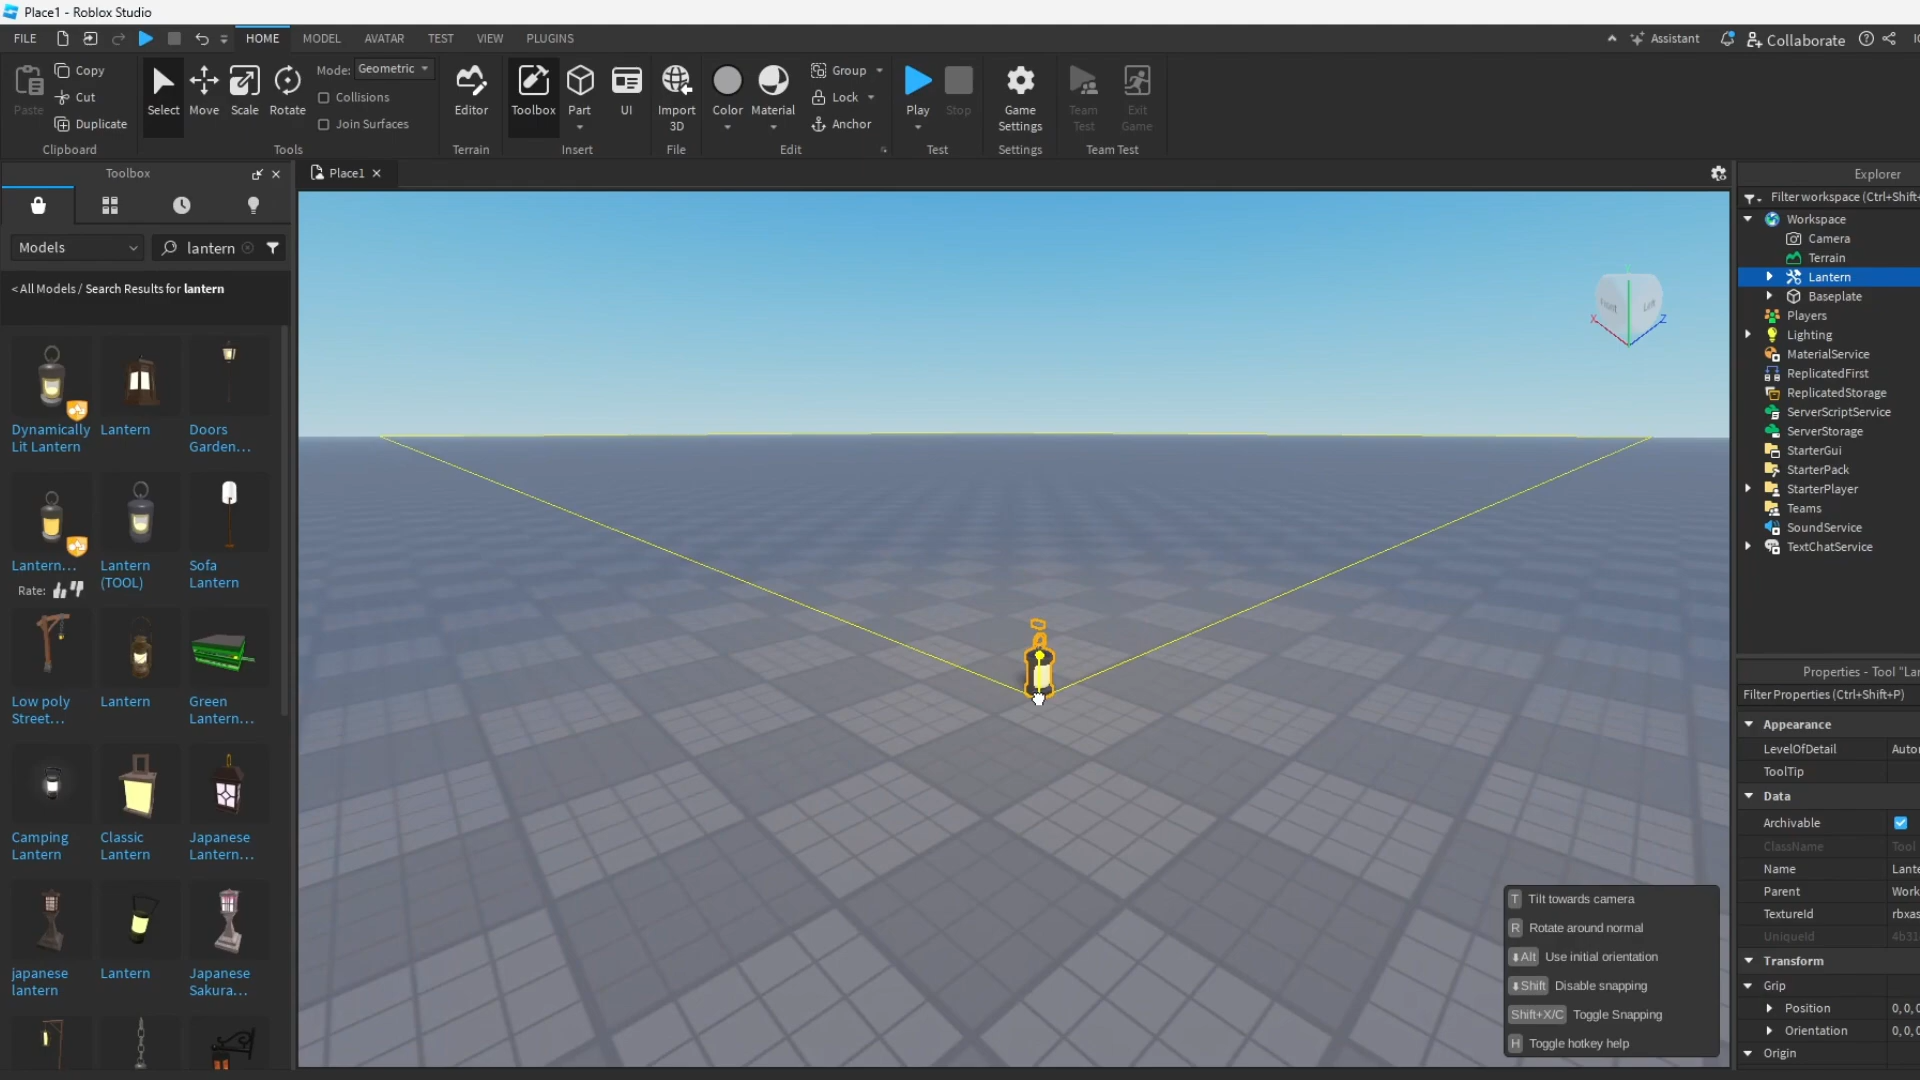 Place1 - Roblox Studio
FILE
HOME
MODEL
AVATAR
TEST
VIEW
PLUGINS
Assistant
Collaborate
Paste
Copy
Cut
Duplicate
Clipboard
Select
Move
Scale
Rotate
Mode: Geometric
Collisions
Join Surfaces
Tools
Editor
Terrain
Toolbox
Part
UI
Insert
Import
3D
File
Color
Material
Group
Lock
Anchor
Edit
Play
Stop
Test
Game
Settings
Settings
Team
Test
Exit
Game
Team Test
Toolbox
Models
lantern
< All Models / Search Results for lantern
Dynamically
Lit Lantern
Lantern
Doors
Garden...
Lantern...
Rate:
Lantern
(TOOL)
Sofa
Lantern
Low poly
Street...
Lantern
Green
Lantern...
Camping
Lantern
Classic
Lantern
Japanese
Lantern...
japanese
lantern
Lantern
Japanese
Sakura...
Place1
X
Z
T Tilt towards camera
R Rotate around normal
Alt Use initial orientation
Shift Disable snapping
Shift+X/C Toggle Snapping
H Toggle hotkey help
Explorer
Filter workspace (Ctrl+Shift+
Workspace
Camera
Terrain
Lantern
Baseplate
Players
Lighting
MaterialService
ReplicatedFirst
ReplicatedStorage
ServerScriptService
ServerStorage
StarterGui
StarterPack
StarterPlayer
Teams
SoundService
TextChatService
Properties - Tool "Lan
Filter Properties (Ctrl+Shift+P)
Appearance
LevelOfDetail Autor
ToolTip
Data
Archivable
ClassName Tool
Name Lante
Parent Work
TextureId rbxas
UniqueId 4b31
Transform
Grip
Position 0, 0, 0
Orientation 0, 0, 0
Origin